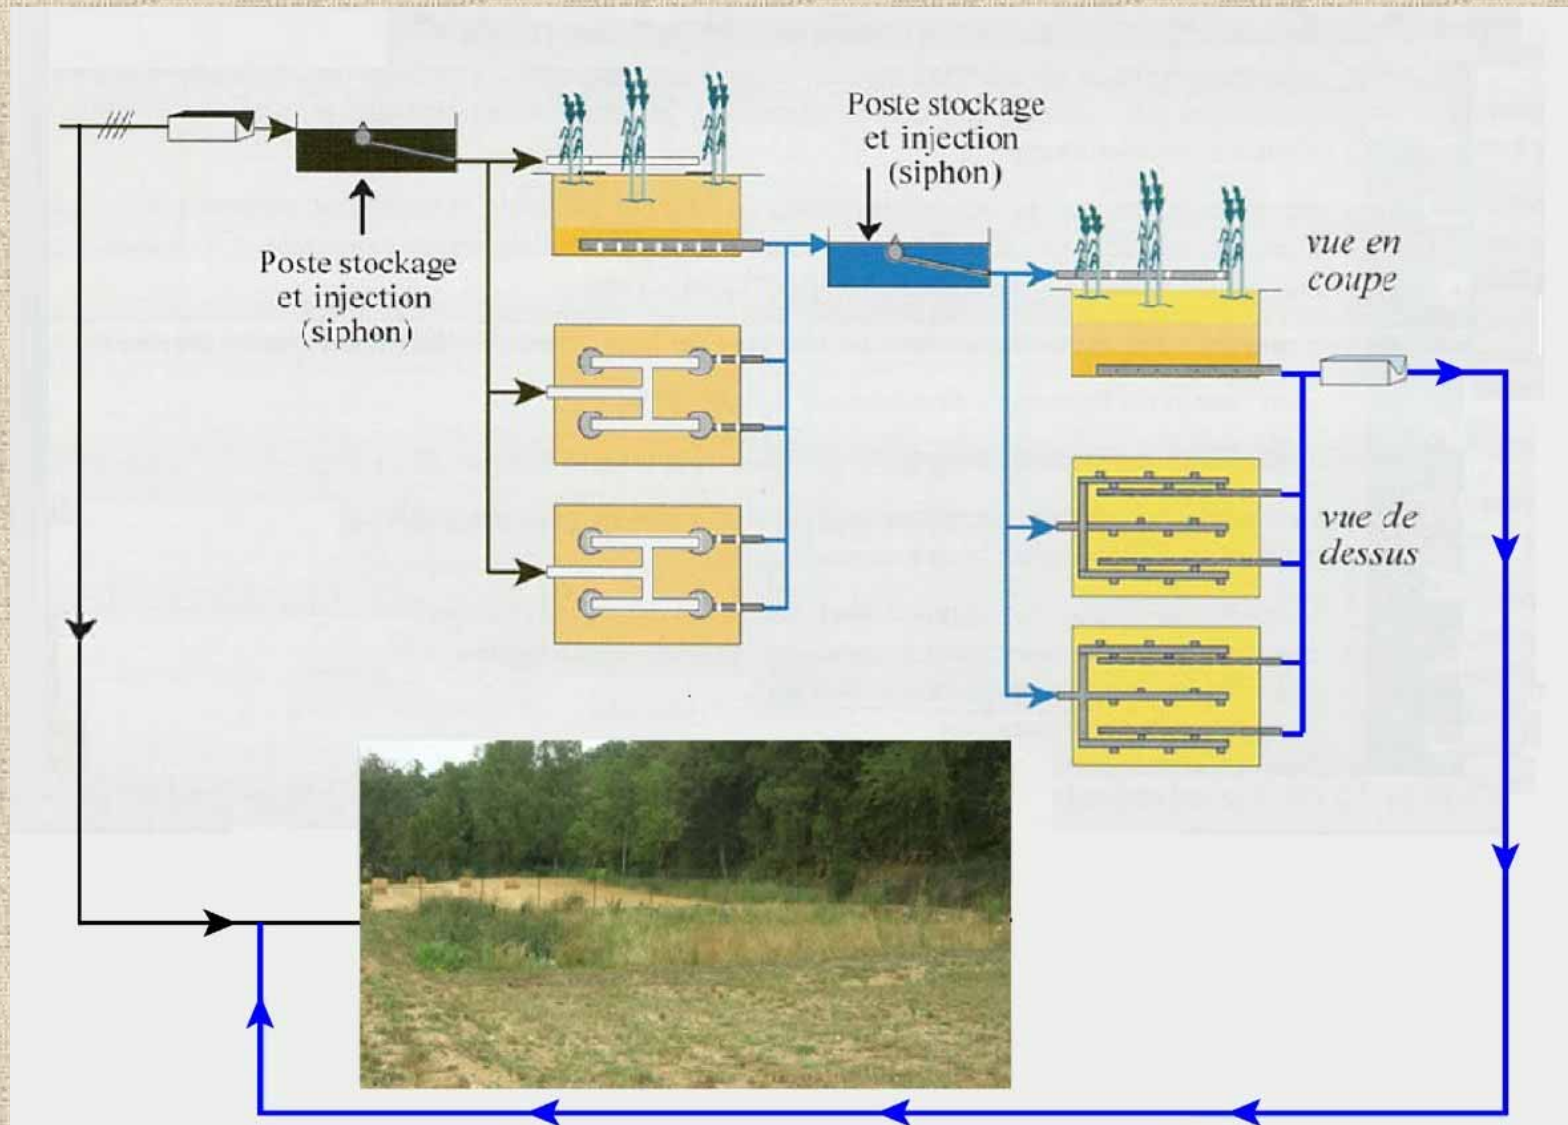 Poste stockage
et injection
(siphon)
Poste stockage
et injection
(siphon)
vue en
coupe
vue de
dessus